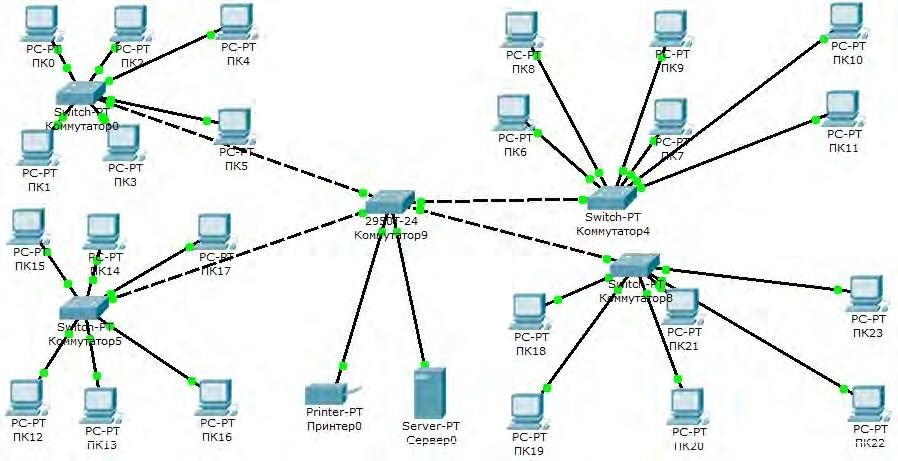 PC-PT
ПК0
PC-PT
ПК2
PC-PT
ПК4
Switch-PT
Коммутатор0
PC-PT
ПК1
PC-PT
ПК3
PC-PT
ПК5
PC-PT
ПК8
PC-PT
ПК9
PC-PT
ПК10
PC-PT
ПК6
PC-PT
ПК7
PC-PT
ПК11
Switch-PT
Коммутатор4
2950T-24
Коммутатор9
PC-PT
ПК15
PC-PT
ПК14
PC-PT
ПК17
Switch-PT
Коммутатор5
PC-PT
ПК12
PC-PT
ПК13
PC-PT
ПК16
Printer-PT
Принтер0
Server-PT
Сервер0
Switch-PT
Коммутатор8
PC-PT
ПК18
PC-PT
ПК21
PC-PT
ПК23
PC-PT
ПК19
PC-PT
ПК20
PC-PT
ПК22